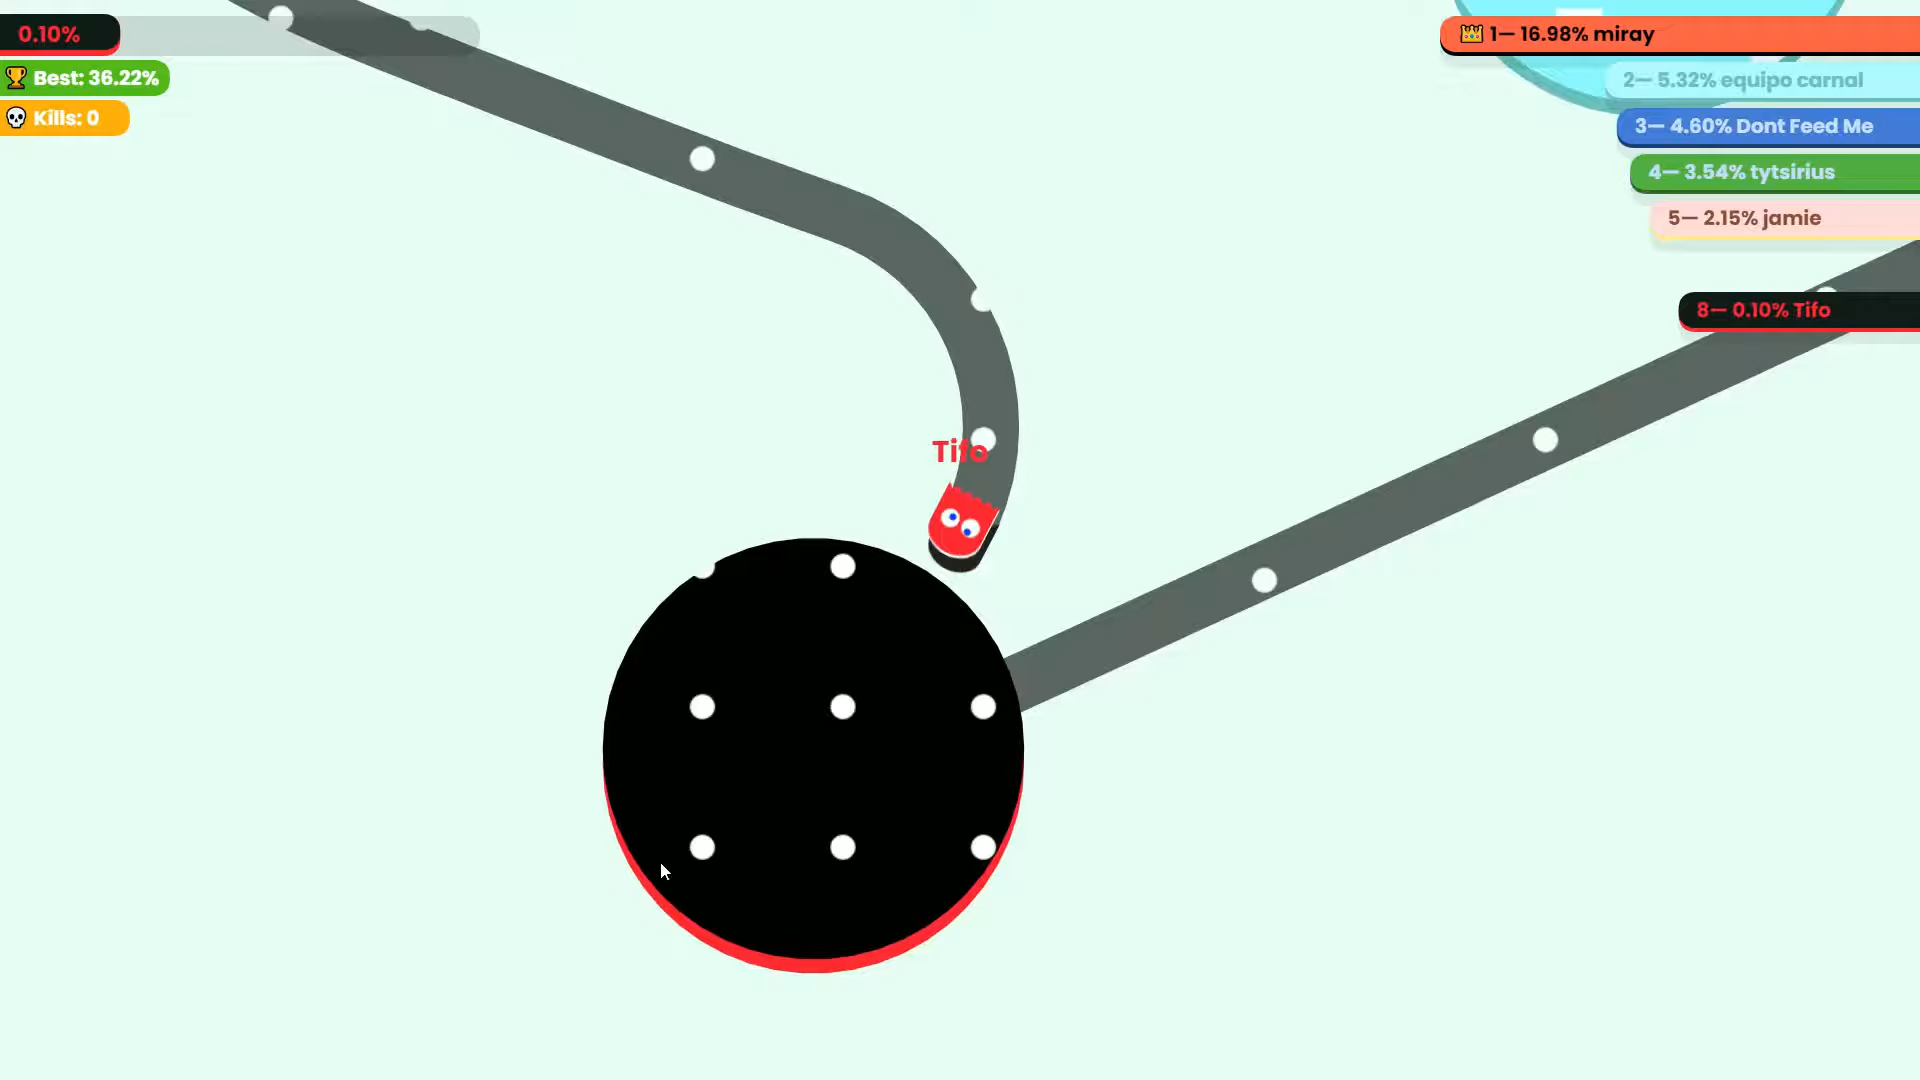 0.10%
Best: 36.22%
Kills: 0
1— 16.98% miray
2— 5.32% equipo carnal
3— 4.60% Dont Feed Me
4— 3.54% tytsirius
5— 2.15% jamie
8— 0.10% Tifo
Tifo